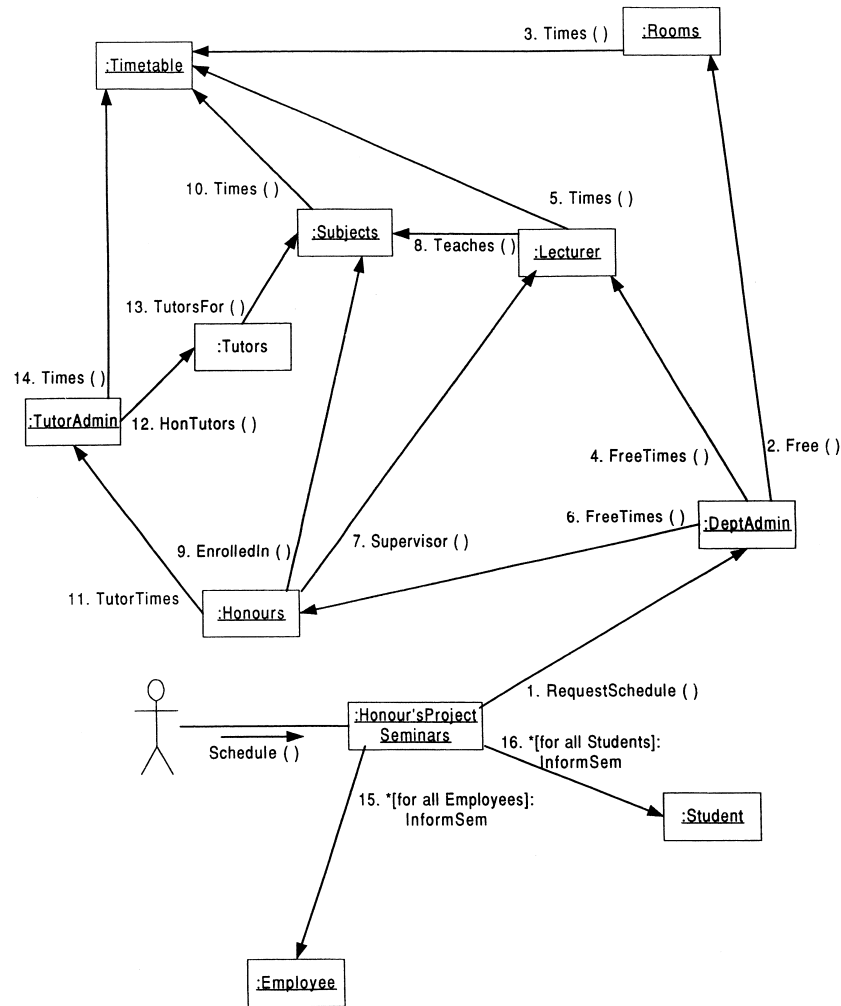 3. Times ( )
:Rooms
:Timetable
10. Times ( )
5. Times ( )
:Subjects
8. Teaches ( )
:Lecturer
13. TutorsFor ( )
:Tutors
14. Times ( )
:TutorAdmin
12. HonTutors ( )
4. FreeTimes ( )
2. Free ( )
6. FreeTimes ( )
:DeptAdmin
9. EnrolledIn ( )
7. Supervisor ( )
11. TutorTimes
:Honours
1. RequestSchedule ( )
:Honour'sProject
Seminars
Schedule ( )
16. *[for all Students]:
InformSem
15. *[for all Employees]:
InformSem
:Student
:Employee